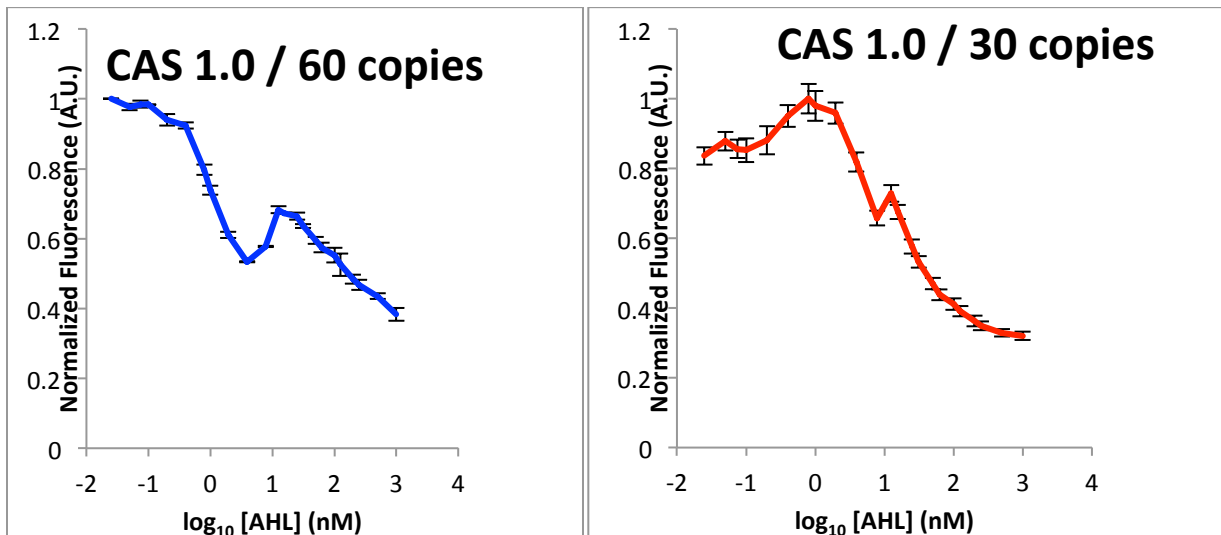 CAS 1.0 / 60 copies
Normalized Fluorescence (A.U.)
1.2
1
0.8
0.6
0.4
0.2
0
-2 -1 0 1 2 3 4
log₁₀ [AHL] (nM)
CAS 1.0 / 30 copies
Normalized Fluorescence (A.U.)
1.2
1
0.8
0.6
0.4
0.2
0
-2 -1 0 1 2 3 4
log₁₀ [AHL] (nM)